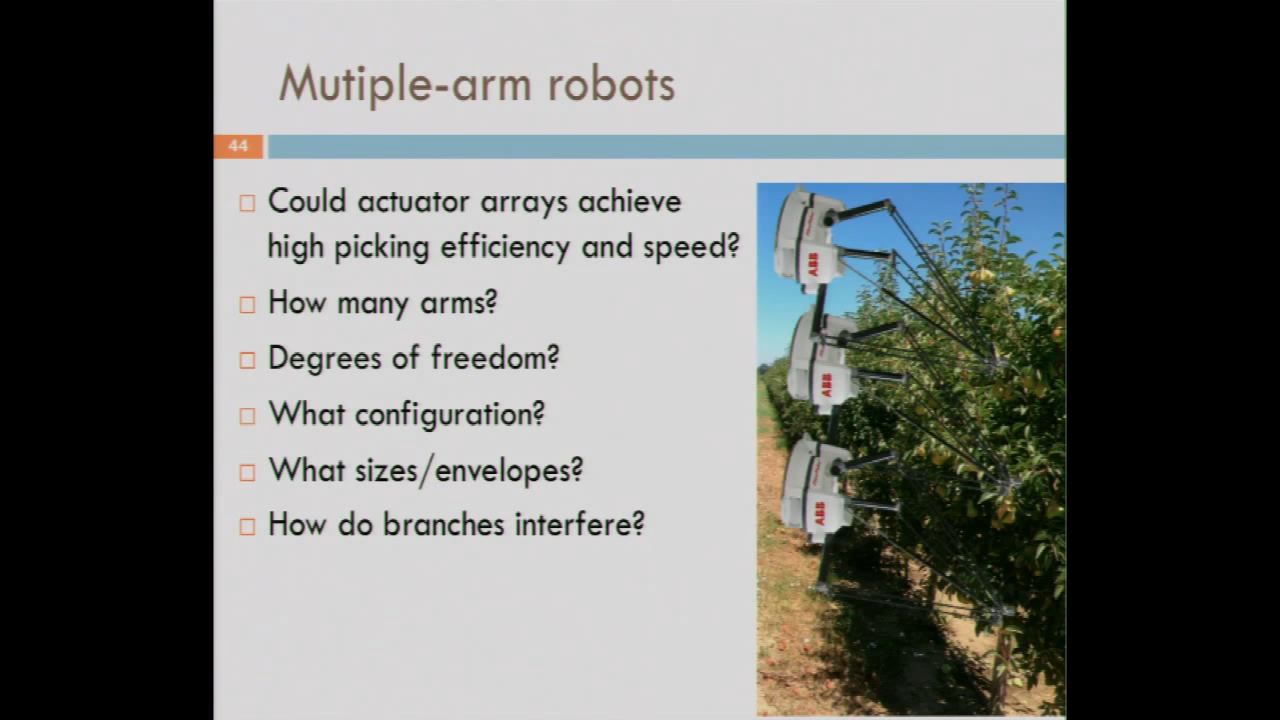 Mutiple-arm robots
44
Could actuator arrays achieve
high picking efficiency and speed?
How many arms?
Degrees of freedom?
What configuration?
What sizes/envelopes?
How do branches interfere?
ABB
ABB
ABB